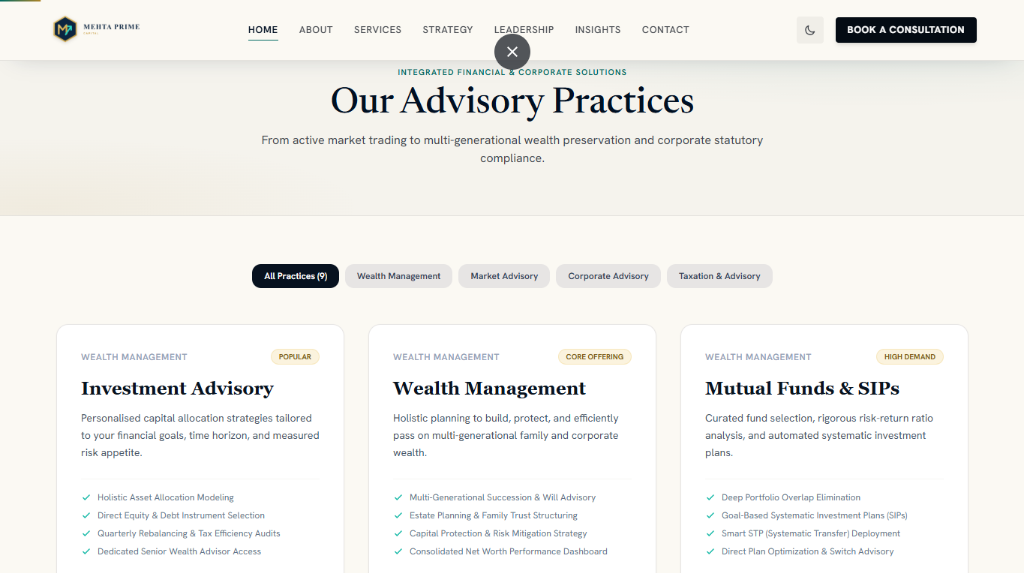 MEHTA PRIME
HOME ABOUT SERVICES STRATEGY LEADERSHIP INSIGHTS CONTACT
BOOK A CONSULTATION
INTEGRATED FINANCIAL & CORPORATE SOLUTIONS
Our Advisory Practices
From active market trading to multi-generational wealth preservation and corporate statutory
compliance.
All Practices (9) Wealth Management Market Advisory Corporate Advisory Taxation & Advisory
WEALTH MANAGEMENT POPULAR
Investment Advisory
Personalised capital allocation strategies tailored
to your financial goals, time horizon, and measured
risk appetite.
Holistic Asset Allocation Modeling
Direct Equity & Debt Instrument Selection
Quarterly Rebalancing & Tax Efficiency Audits
Dedicated Senior Wealth Advisor Access
WEALTH MANAGEMENT CORE OFFERING
Wealth Management
Holistic planning to build, protect, and efficiently
pass on multi-generational family and corporate
wealth.
Multi-Generational Succession & Will Advisory
Estate Planning & Family Trust Structuring
Capital Protection & Risk Mitigation Strategy
Consolidated Net Worth Performance Dashboard
WEALTH MANAGEMENT HIGH DEMAND
Mutual Funds & SIPs
Curated fund selection, rigorous risk-return ratio
analysis, and automated systematic investment
plans.
Deep Portfolio Overlap Elimination
Goal-Based Systematic Investment Plans (SIPs)
Smart STP (Systematic Transfer) Deployment
Direct Plan Optimization & Switch Advisory